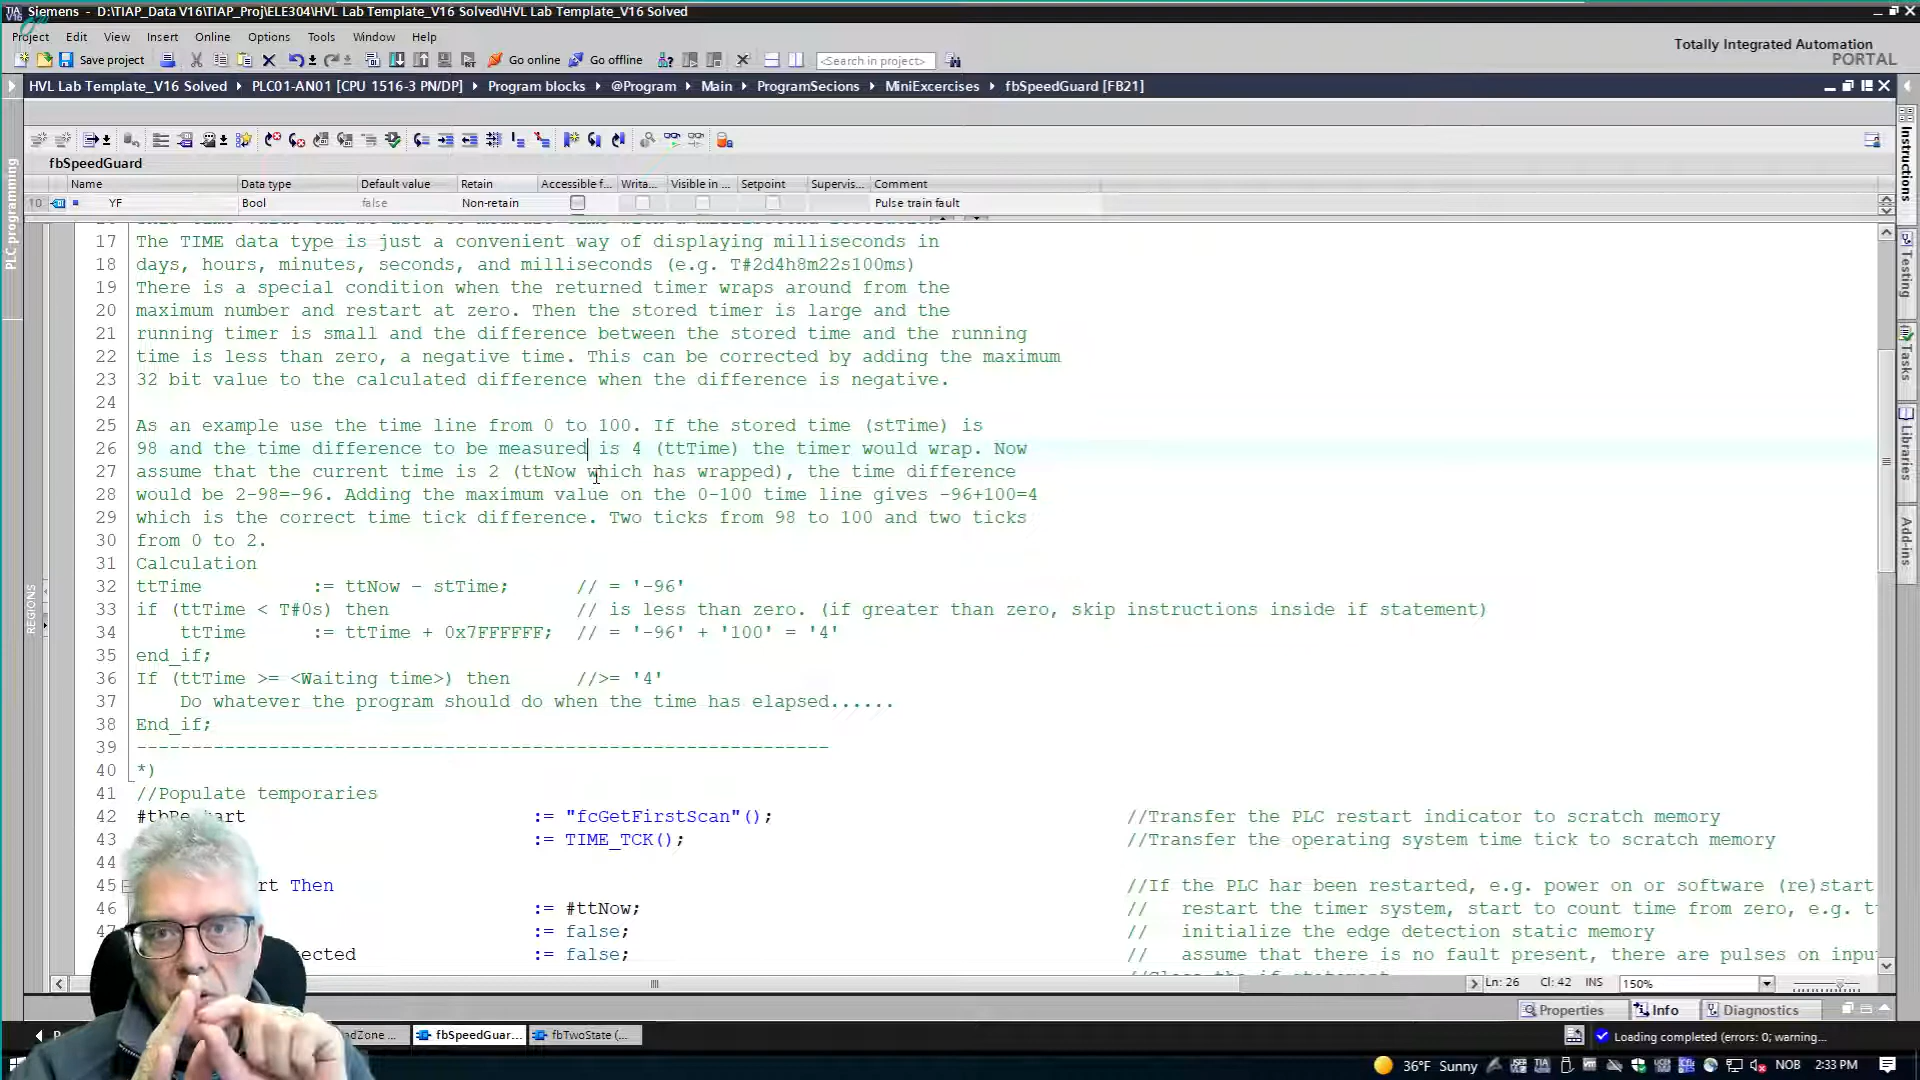 Siemens - D:\TIAP_Data V16\TIAP_Proj\ELE304\HVL Lab Template_V16 Solved\HVL Lab Template_V16 Solved
Project Edit View Insert Online Options Tools Window Help
Totally Integrated Automation
PORTAL
Save project Go online Go offline <Search in project>
HVL Lab Template_V16 Solved PLC01-AN01 [CPU 1516-3 PN/DP] Program blocks @Program Main ProgramSecions MiniExcercises fbSpeedGuard [FB21]
fbSpeedGuard
Name Data type Default value Retain Accessible f... Writa... Visible in ... Setpoint Supervis... Comment
10 YF Bool false Non-retain Pulse train fault
17 The TIME data type is just a convenient way of displaying milliseconds in
18 days, hours, minutes, seconds, and milliseconds (e.g. T#2d4h8m22s100ms)
19 There is a special condition when the returned timer wraps around from the
20 maximum number and restart at zero. Then the stored timer is large and the
21 running timer is small and the difference between the stored time and the running
22 time is less than zero, a negative time. This can be corrected by adding the maximum
23 32 bit value to the calculated difference when the difference is negative.
24
25 As an example use the time line from 0 to 100. If the stored time (stTime) is
26 98 and the time difference to be measured is 4 (ttTime) the timer would wrap. Now
27 assume that the current time is 2 (ttNow which has wrapped), the time difference
28 would be 2-98=-96. Adding the maximum value on the 0-100 time line gives -96+100=4
29 which is the correct time tick difference. Two ticks from 98 to 100 and two ticks
30 from 0 to 2.
31 Calculation
32 ttTime := ttNow - stTime; // = '-96'
33 if (ttTime < T#0s) then // is less than zero. (if greater than zero, skip instructions inside if statement)
34 ttTime := ttTime + 0x7FFFFFF; // = '-96' + '100' = '4'
35 end_if;
36 If (ttTime >= <Waiting time>) then //>= '4'
37 Do whatever the program should do when the time has elapsed......
38 End_if;
39 ---------------------------------------------------------------
40 *)
41 //Populate temporaries
42 := "fcGetFirstScan"(); //Transfer the PLC restart indicator to scratch memory
43 := TIME_TCK(); //Transfer the operating system time tick to scratch memory
44
45 rt Then //If the PLC har been restarted, e.g. power on or software (re)start
46 := #ttNow; // restart the timer system, start to count time from zero, e.g.
47 := false; // initialize the edge detection static memory
ected := false; // assume that there is no fault present, there are pulses on
Ln: 26 Cl: 42 INS 150%
Properties Info Diagnostics
adZone ... fbSpeedGuar... fbTwoState (... Loading completed (errors: 0; warning...
36°F Sunny NOB 2:33 PM
PLC programming
REGIONS
Instructions
Testing
Tasks
Libraries
Add-ins